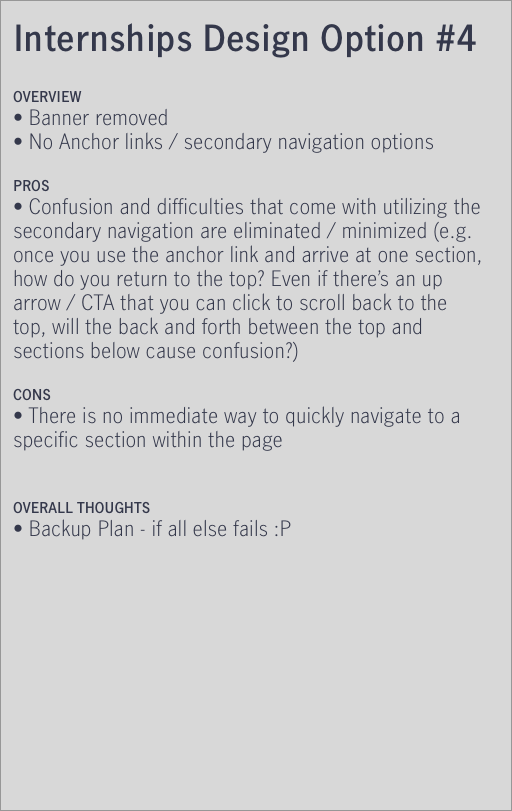 Internships Design Option #4
OVERVIEW
• Banner removed
• No Anchor links / secondary navigation options
PROS
• Confusion and difficulties that come with utilizing the
secondary navigation are eliminated / minimized (e.g.
once you use the anchor link and arrive at one section,
how do you return to the top? Even if there’s an up
arrow / CTA that you can click to scroll back to the
top, will the back and forth between the top and
sections below cause confusion?)
CONS
• There is no immediate way to quickly navigate to a
specific section within the page
OVERALL THOUGHTS
• Backup Plan - if all else fails :P